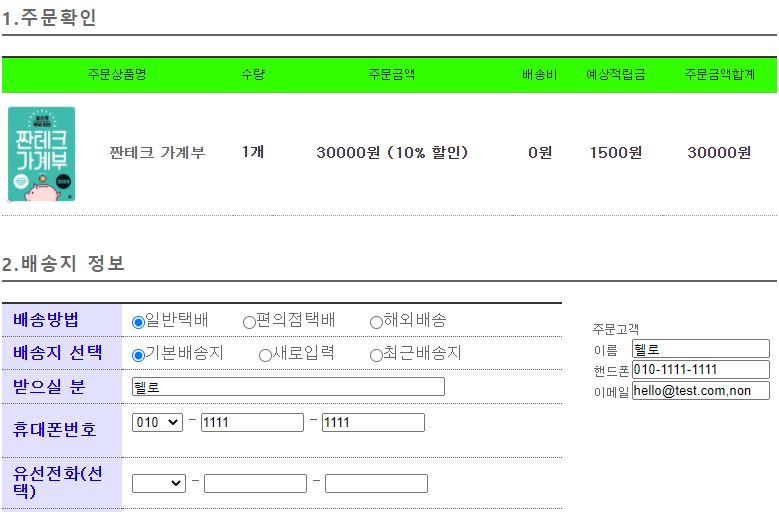 1.주문확인
주문상품명 수량 주문금액 배송비 예상적립금 주문금액합계
짠테크
가계부
짠테크 가계부 1개 30000원 (10% 할인) 0원 1500원 30000원
2.배송지 정보
배송방법 일반택배 편의점택배 해외배송
배송지 선택 기본배송지 새로입력 최근배송지
받으실 분 헬로
휴대폰번호 010 - 1111 - 1111
유선전화(선
택) - -
주문고객
이름 헬로
핸드폰 010-1111-1111
이메일 hello@test.com,non